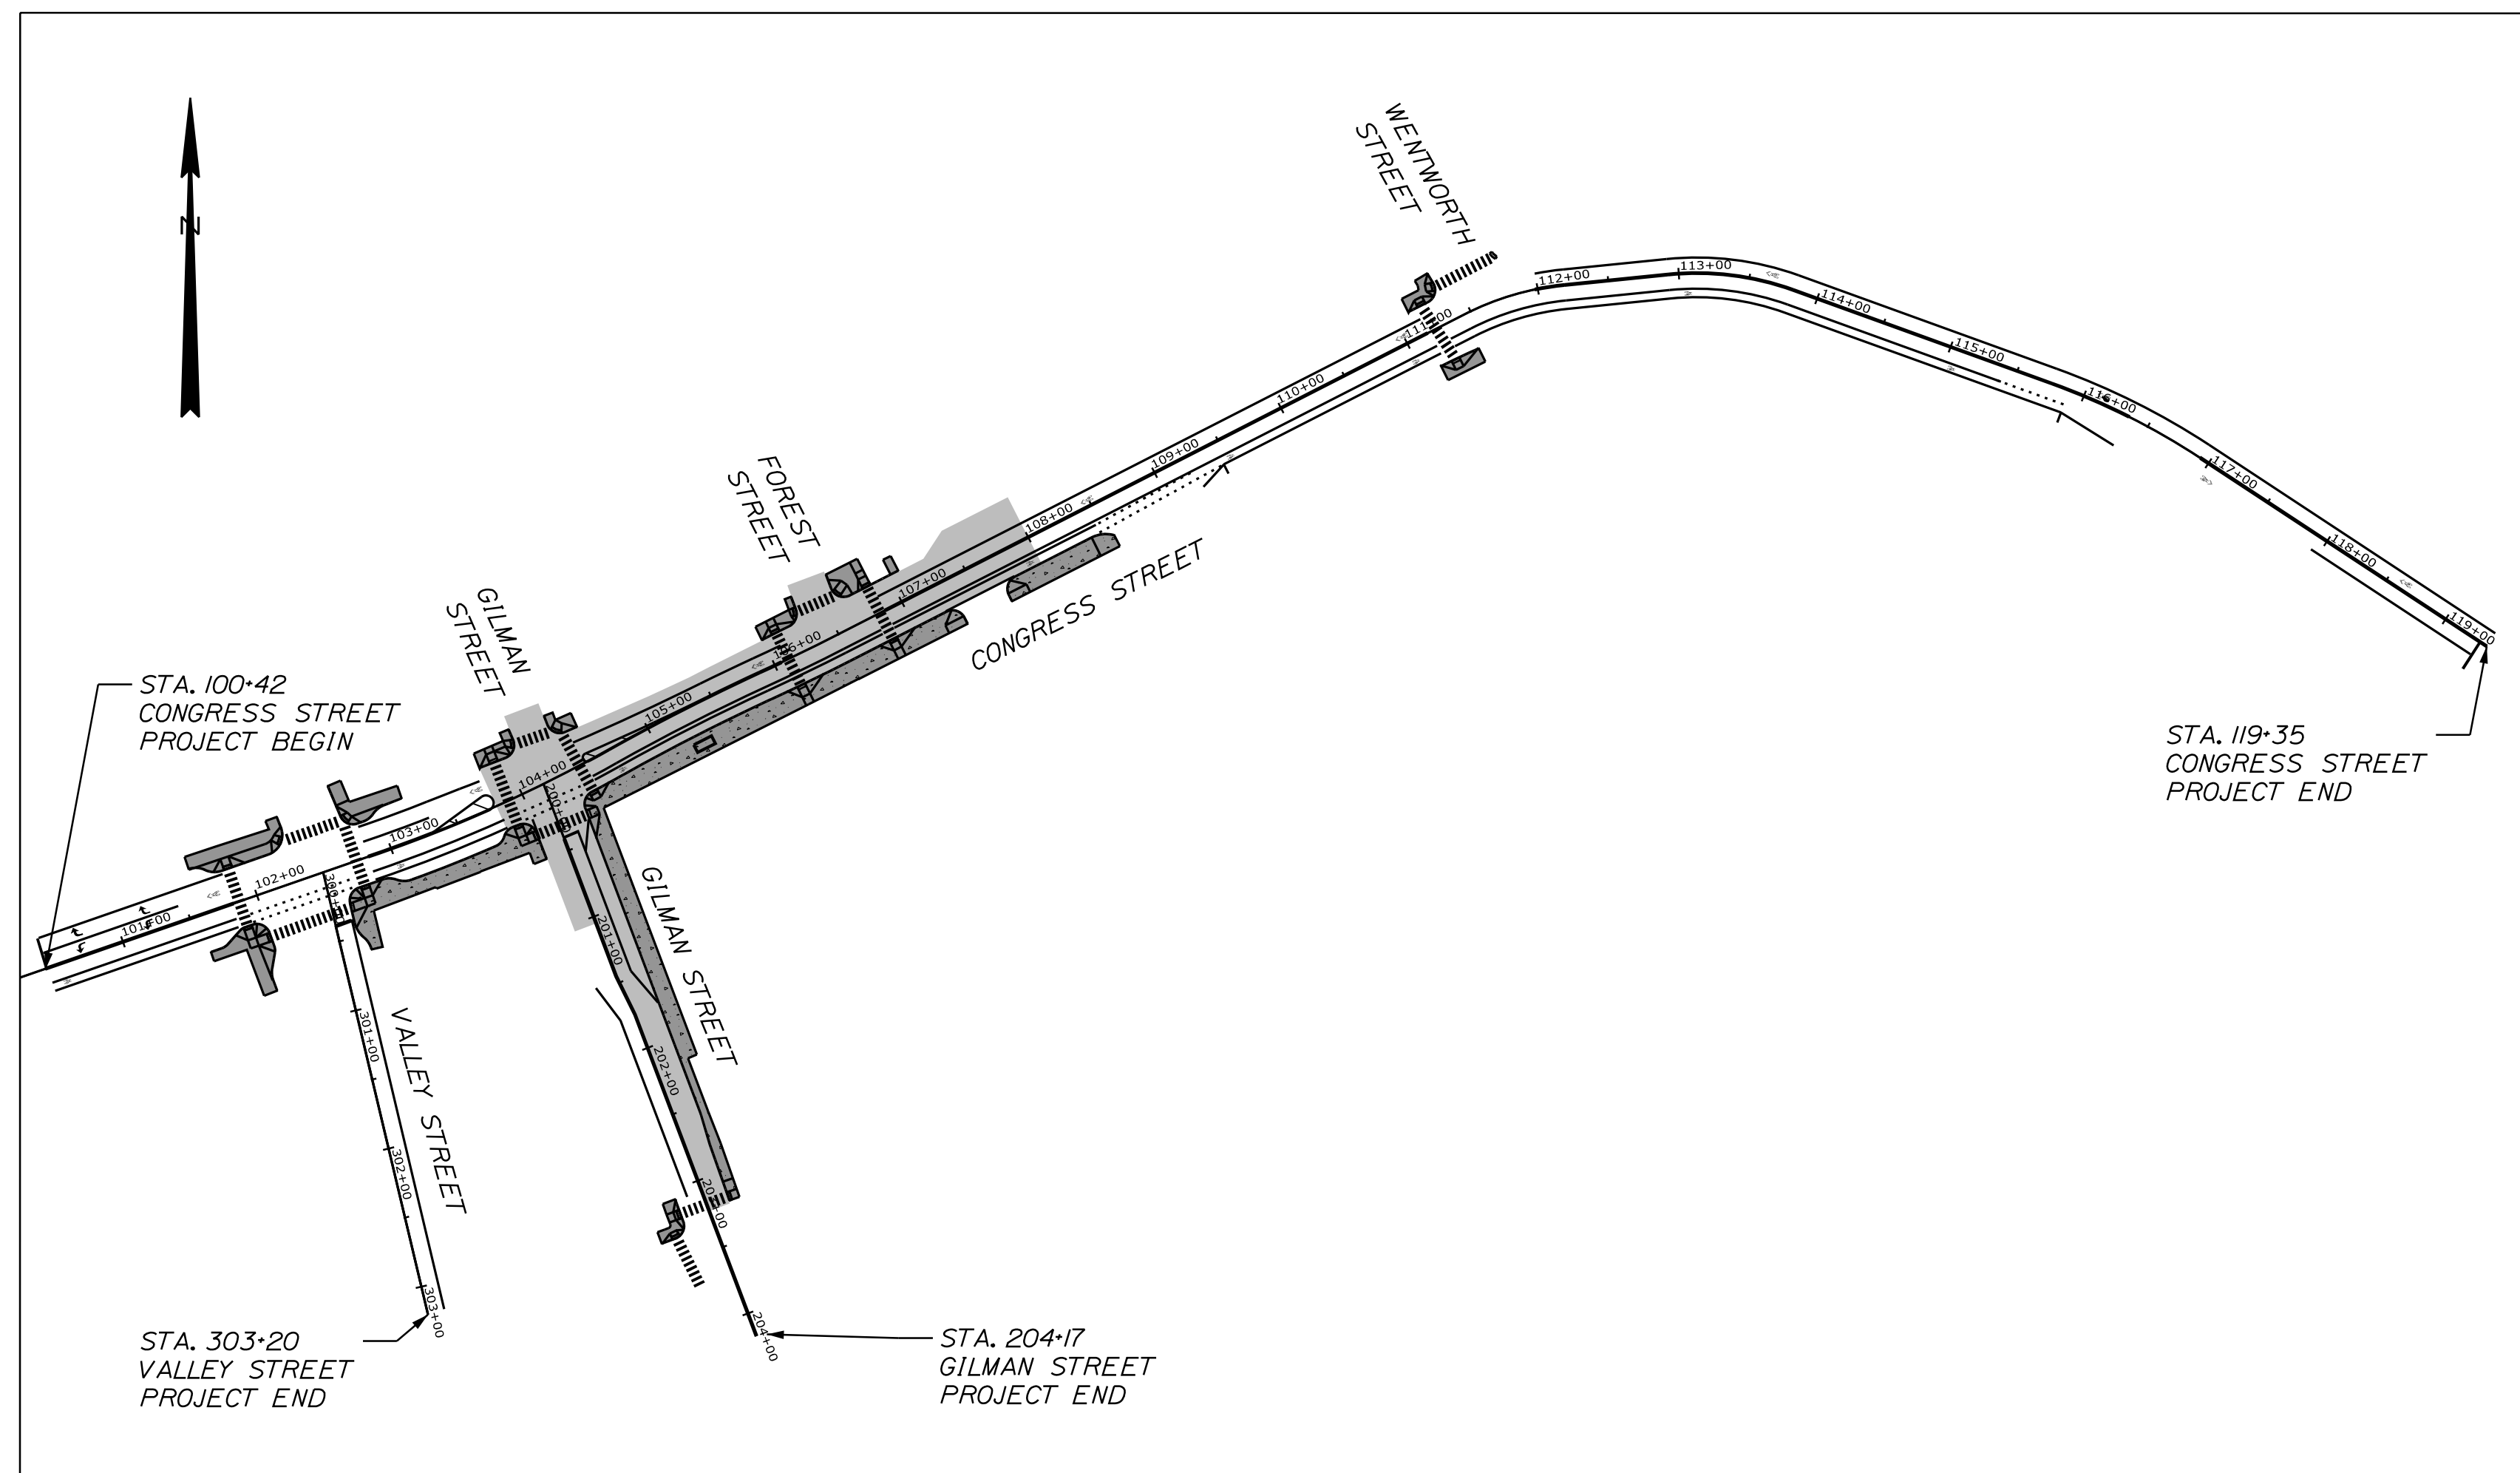 N
WENTWORTH
STREET
112+00
113+00
114+00
111+00
115+00
116+00
110+00
109+00
117+00
FOREST
STREET
108+00
118+00
CONGRESS STREET
107+00
119+00
106+00
GILMAN
STREET
105+00
STA. 100+42
CONGRESS STREET
PROJECT BEGIN
STA. 119+35
CONGRESS STREET
PROJECT END
104+00
200+00
103+00
102+00
300+00
101+00
GILMAN STREET
201+00
VALLEY STREET
301+00
202+00
302+00
203+00
303+00
204+00
STA. 303+20
VALLEY STREET
PROJECT END
STA. 204+17
GILMAN STREET
PROJECT END